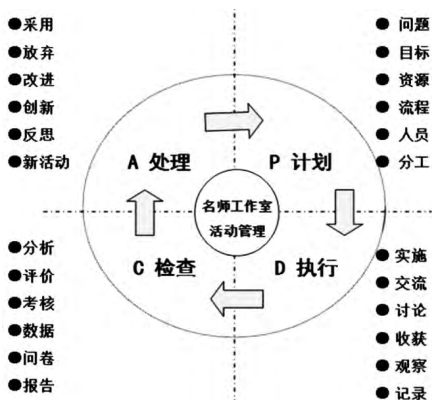 ●采用
●放弃
●改进
●创新
●反思
●新活动
● 问题
● 目标
● 资源
● 流程
● 人员
● 分工
A 处理
P 计划
名师工作室
活动管理
C 检查
D 执行
●分析
●评价
●考核
●数据
●问卷
●报告
● 实施
● 交流
● 讨论
● 收获
● 观察
● 记录